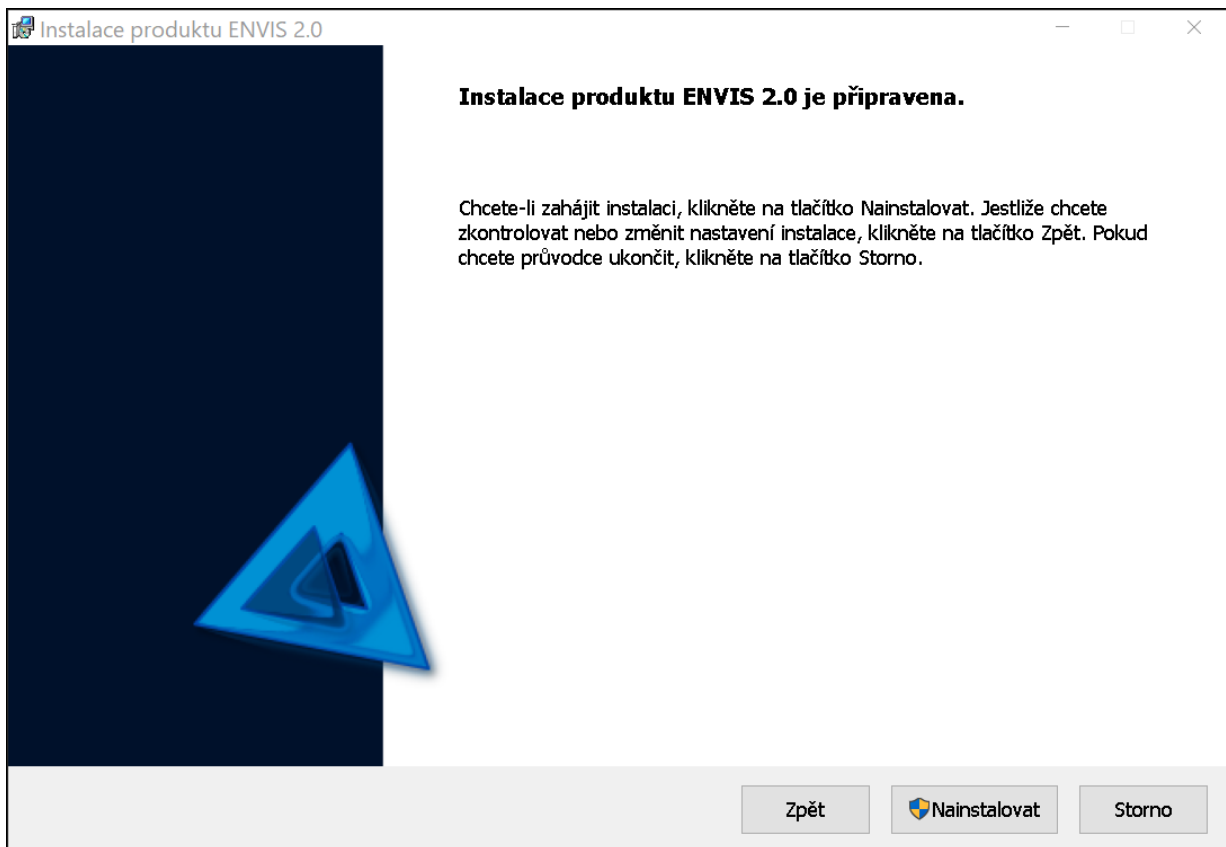 Instalace produktu ENVIS 2.0
Instalace produktu ENVIS 2.0 je připravena.
Chcete-li zahájit instalaci, klikněte na tlačítko Nainstalovat. Jestliže chcete
zkontrolovat nebo změnit nastavení instalace, klikněte na tlačítko Zpět. Pokud
chcete průvodce ukončit, klikněte na tlačítko Storno.
Zpět
Nainstalovat
Storno